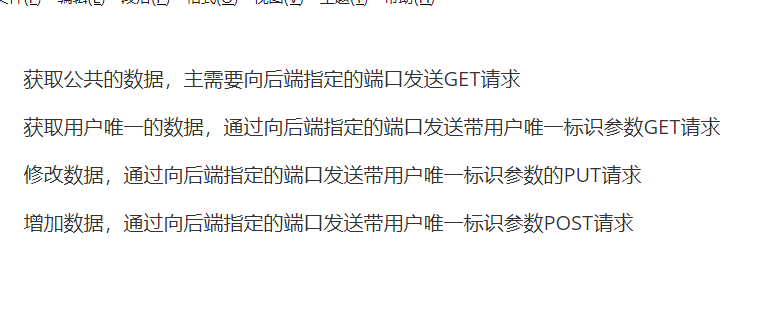 获取公共的数据，主需要向后端指定的端口发送GET请求
获取用户唯一的数据，通过向后端指定的端口发送带用户唯一标识参数GET请求
修改数据，通过向后端指定的端口发送带用户唯一标识参数的PUT请求
增加数据，通过向后端指定的端口发送带用户唯一标识参数POST请求